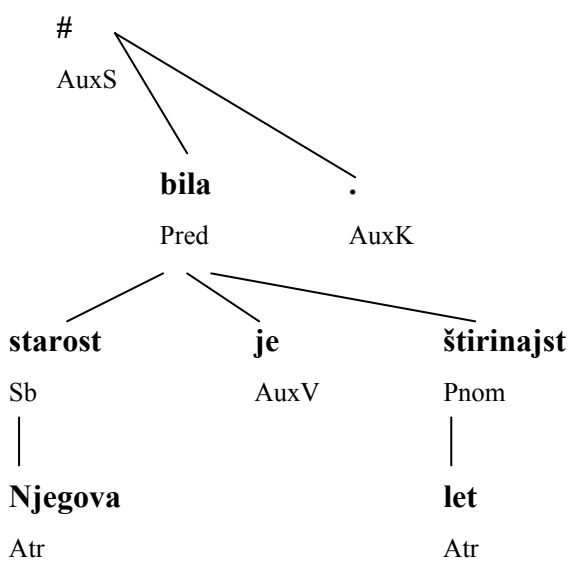 #
AuxS
bila .
Pred AuxK
starost je štirinajst
Sb AuxV Pnom
Njegova let
Atr Atr